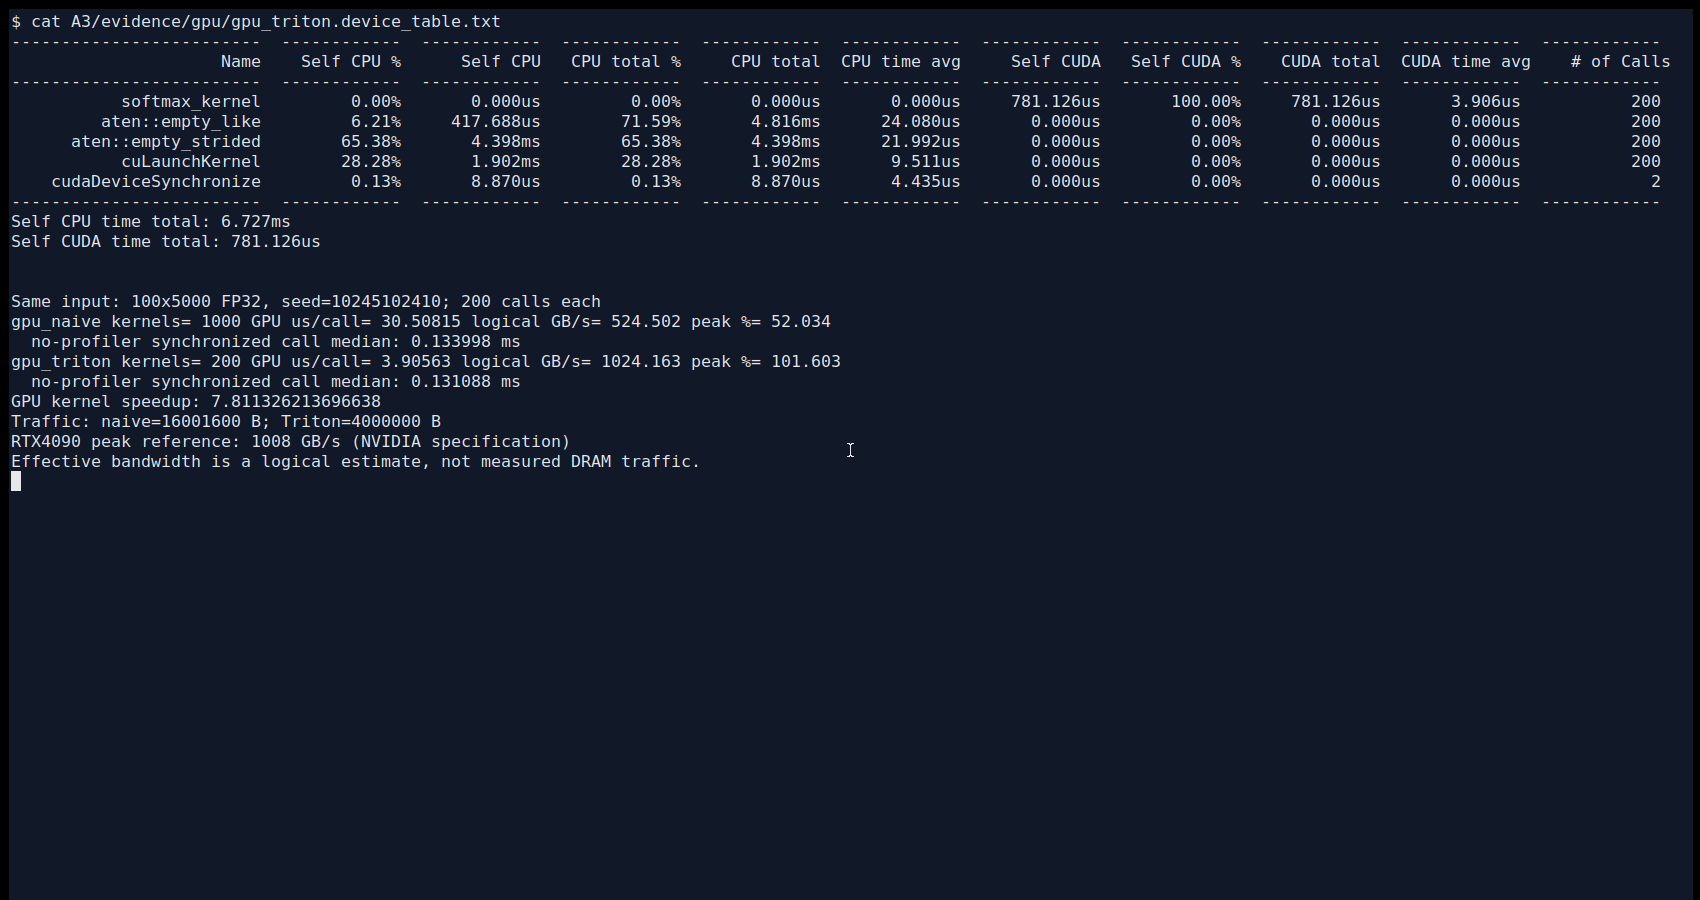 $ cat A3/evidence/gpu/gpu_triton.device_table.txt
-------------------------  ------------  ------------  ------------  ------------  ------------  ------------  ------------  ------------  ------------  ------------
Name    Self CPU %      Self CPU   CPU total %     CPU total  CPU time avg     Self CUDA   Self CUDA %    CUDA total  CUDA time avg    # of Calls
-------------------------  ------------  ------------  ------------  ------------  ------------  ------------  ------------  ------------  ------------  ------------
softmax_kernel         0.00%       0.000us         0.00%       0.000us       0.000us     781.126us       100.00%     781.126us       3.906us           200
aten::empty_like         6.21%     417.688us        71.59%       4.816ms      24.080us       0.000us         0.00%       0.000us       0.000us           200
aten::empty_strided        65.38%       4.398ms        65.38%       4.398ms      21.992us       0.000us         0.00%       0.000us       0.000us           200
cuLaunchKernel        28.28%       1.902ms        28.28%       1.902ms       9.511us       0.000us         0.00%       0.000us       0.000us           200
cudaDeviceSynchronize         0.13%       8.870us         0.13%       8.870us       4.435us       0.000us         0.00%       0.000us       0.000us             2
-------------------------  ------------  ------------  ------------  ------------  ------------  ------------  ------------  ------------  ------------  ------------
Self CPU time total: 6.727ms
Self CUDA time total: 781.126us
Same input: 100x5000 FP32, seed=10245102410; 200 calls each
gpu_naive kernels= 1000 GPU us/call= 30.50815 logical GB/s= 524.502 peak %= 52.034
  no-profiler synchronized call median: 0.133998 ms
gpu_triton kernels= 200 GPU us/call= 3.90563 logical GB/s= 1024.163 peak %= 101.603
  no-profiler synchronized call median: 0.131088 ms
GPU kernel speedup: 7.811326213696638
Traffic: naive=16001600 B; Triton=4000000 B
RTX4090 peak reference: 1008 GB/s (NVIDIA specification)
Effective bandwidth is a logical estimate, not measured DRAM traffic.